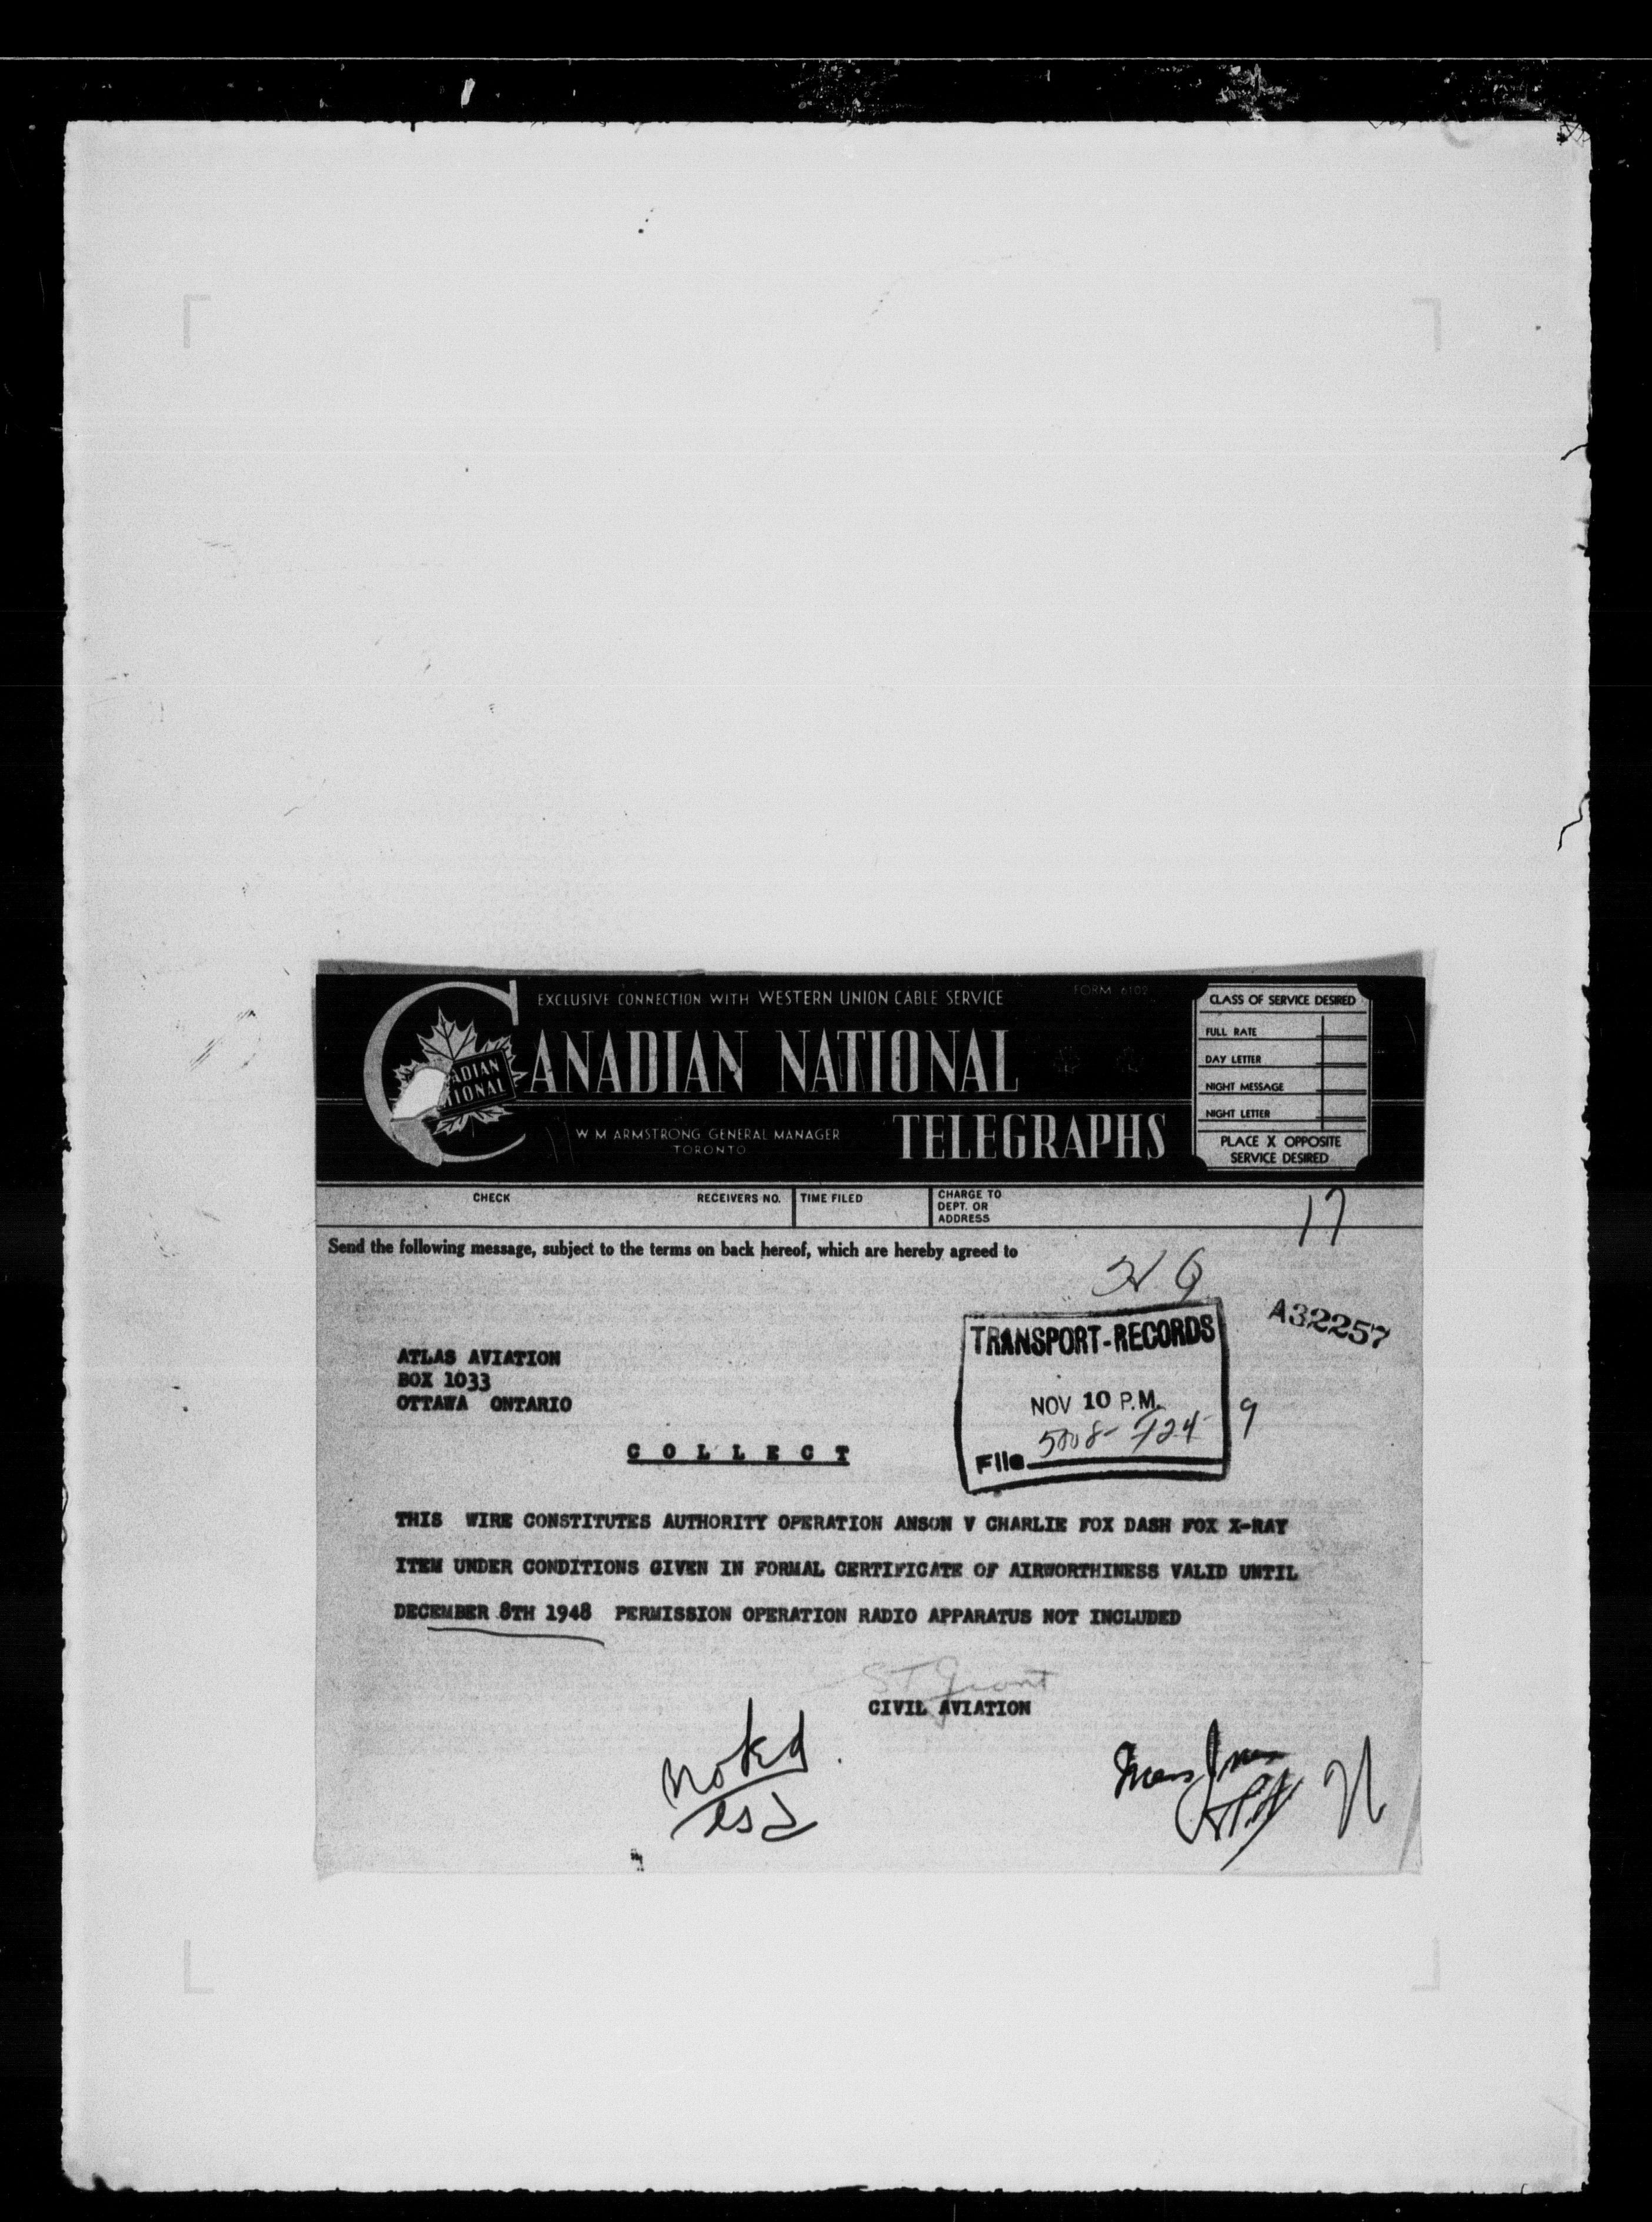 EXCLUSIVE CONNECTION WITH WESTERN UNION CABLE SERVICE
FORM 6102
CANADIAN NATIONAL
TELEGRAPHS
W M ARMSTRONG GENERAL MANAGER
TORONTO
CLASS OF SERVICE DESIRED
FULL RATE
DAY LETTER
NIGHT MESSAGE
NIGHT LETTER
PLACE X OPPOSITE
SERVICE DESIRED
CHECK
RECEIVERS NO.
TIME FILED
CHARGE TO
DEPT. OR
ADDRESS
17
Send the following message, subject to the terms on back hereof, which are hereby agreed to
A32257
TRANSPORT-RECORDS
NOV 10 P.M.
File 5008-F24
9
ATLAS AVIATION
BOX 1033
OTTAWA ONTARIO
COLLECT
THIS WIRE CONSTITUTES AUTHORITY OPERATION ANSON V CHARLIE FOX DASH FOX X-RAY
ITEM UNDER CONDITIONS GIVEN IN FORMAL CERTIFICATE OF AIRWORTHINESS VALID UNTIL
DECEMBER 8TH 1948 PERMISSION OPERATION RADIO APPARATUS NOT INCLUDED
ST Grant
CIVIL AVIATION
noted